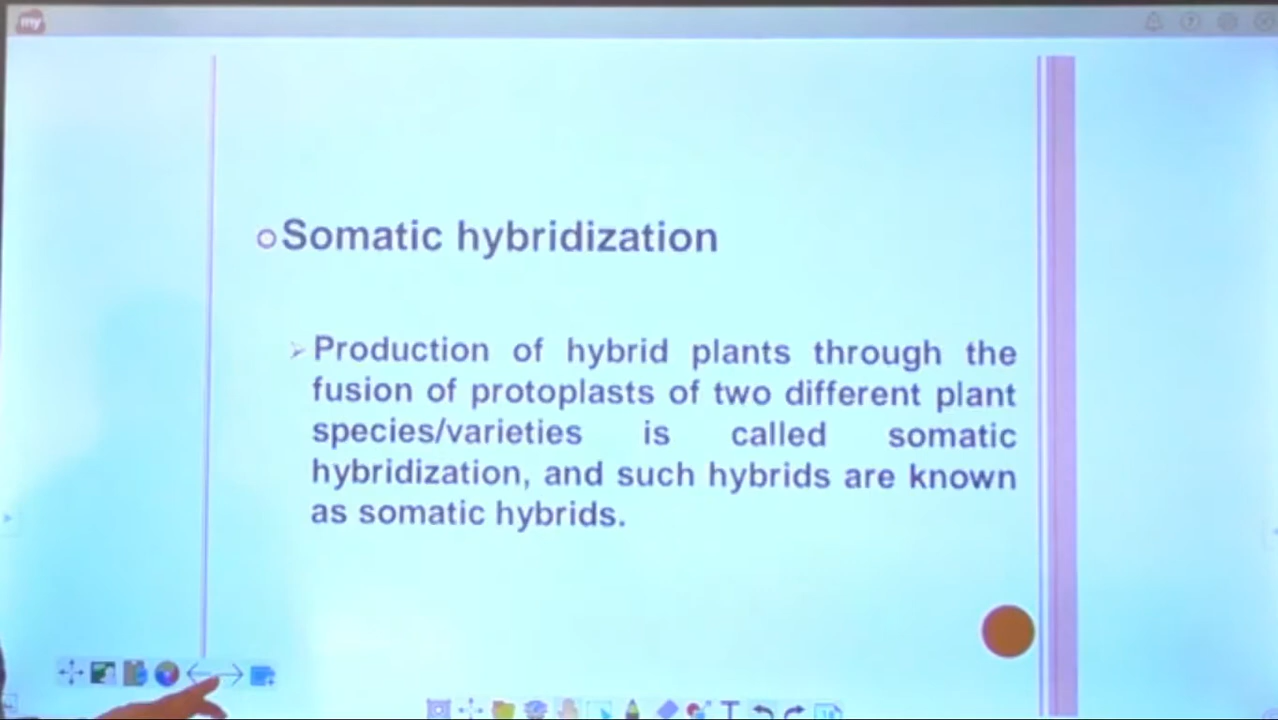 my
Somatic hybridization
Production of hybrid plants through the
fusion of protoplasts of two different plant
species/varieties is called somatic
hybridization, and such hybrids are known
as somatic hybrids.